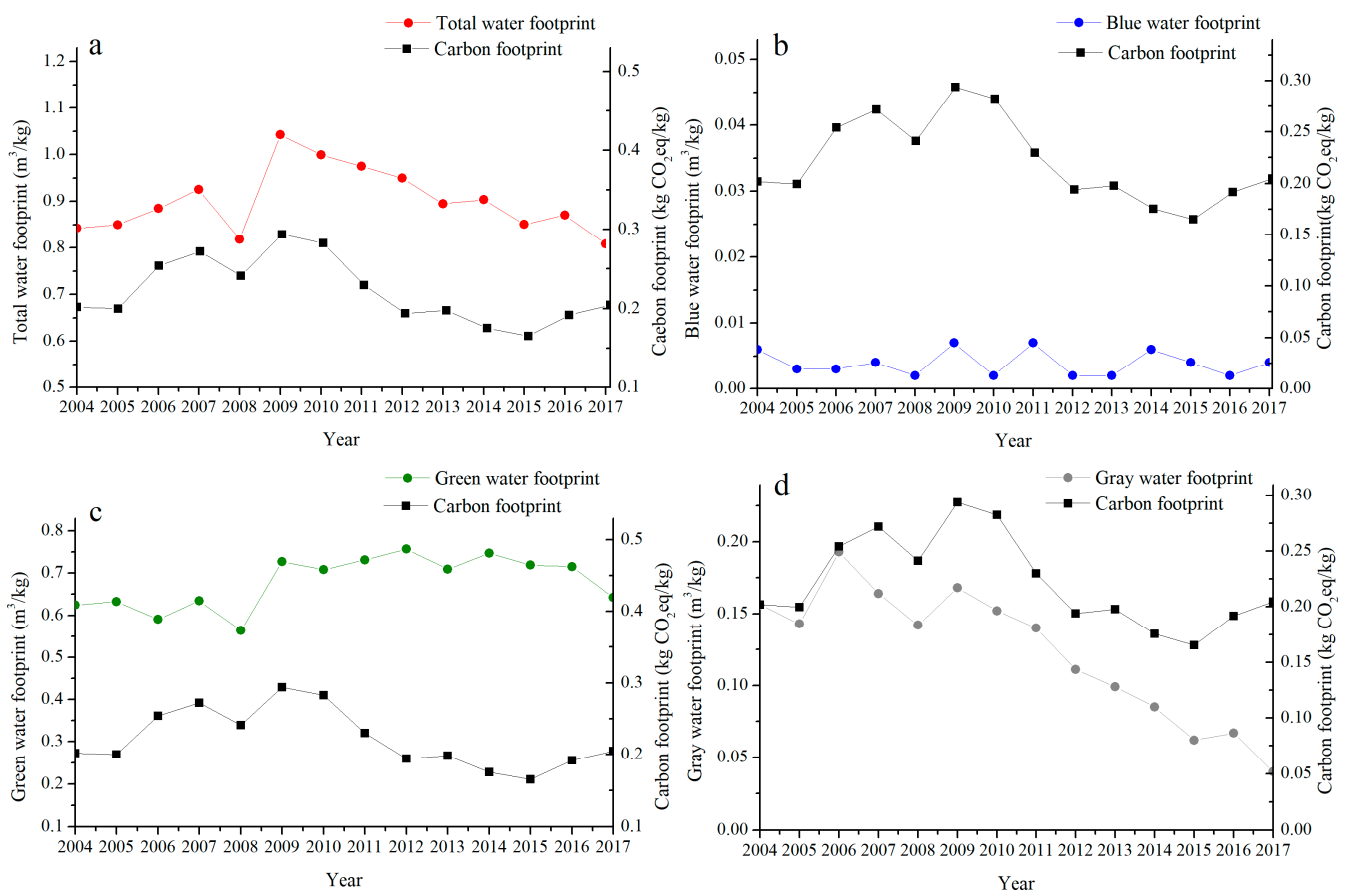 a
Total water footprint
Carbon footprint
Total water footprint (m³/kg)
1.2
1.1
1.0
0.9
0.8
0.7
0.6
0.5
0.5
0.4
0.3
0.2
0.1
Caebon footprint (kg CO₂eq/kg)
2004 2005 2006 2007 2008 2009 2010 2011 2012 2013 2014 2015 2016 2017
Year
b
Blue water footprint
Carbon footprint
Blue water footprint (m³/kg)
0.05
0.04
0.03
0.02
0.01
0.00
0.30
0.25
0.20
0.15
0.10
0.05
0.00
Carbon footprint(kg CO₂eq/kg)
2004 2005 2006 2007 2008 2009 2010 2011 2012 2013 2014 2015 2016 2017
Year
c
Green water footprint
Carbon footprint
Green water footprint (m³/kg)
0.8
0.7
0.6
0.5
0.4
0.3
0.2
0.1
0.5
0.4
0.3
0.2
0.1
Carbon footprint (kg CO₂eq/kg)
2004 2005 2006 2007 2008 2009 2010 2011 2012 2013 2014 2015 2016 2017
Year
d
Gray water footprint
Carbon footprint
Gray water footprint (m³/kg)
0.20
0.15
0.10
0.05
0.00
0.30
0.25
0.20
0.15
0.10
0.05
0.00
Carbon footprint (kg CO₂eq/kg)
2004 2005 2006 2007 2008 2009 2010 2011 2012 2013 2014 2015 2016 2017
Year